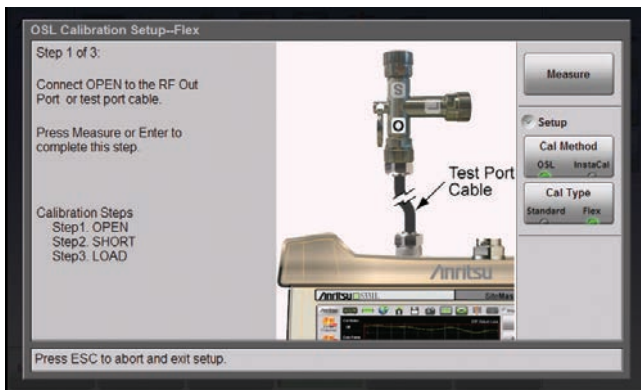 OSL Calibration Setup--Flex
Step 1 of 3:
Connect OPEN to the RF Out
Port or test port cable.
Press Measure or Enter to
complete this step.
Calibration Steps
Step1. OPEN
Step2. SHORT
Step3. LOAD
S
O
Test Port
Cable
Anritsu
Anritsu
SiteMas
Measure
Setup
Cal Method
OSL InstaCal
Cal Type
Standard Flex
Press ESC to abort and exit setup.